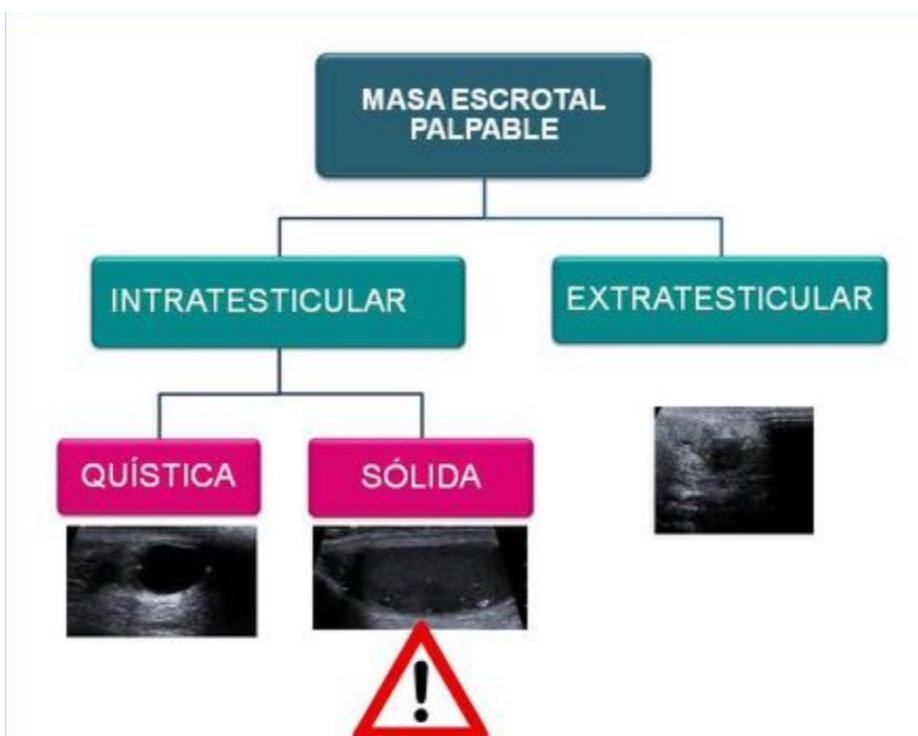 MASA ESCROTAL
PALPABLE
INTRATESTICULAR
EXTRATESTICULAR
QUÍSTICA
SÓLIDA